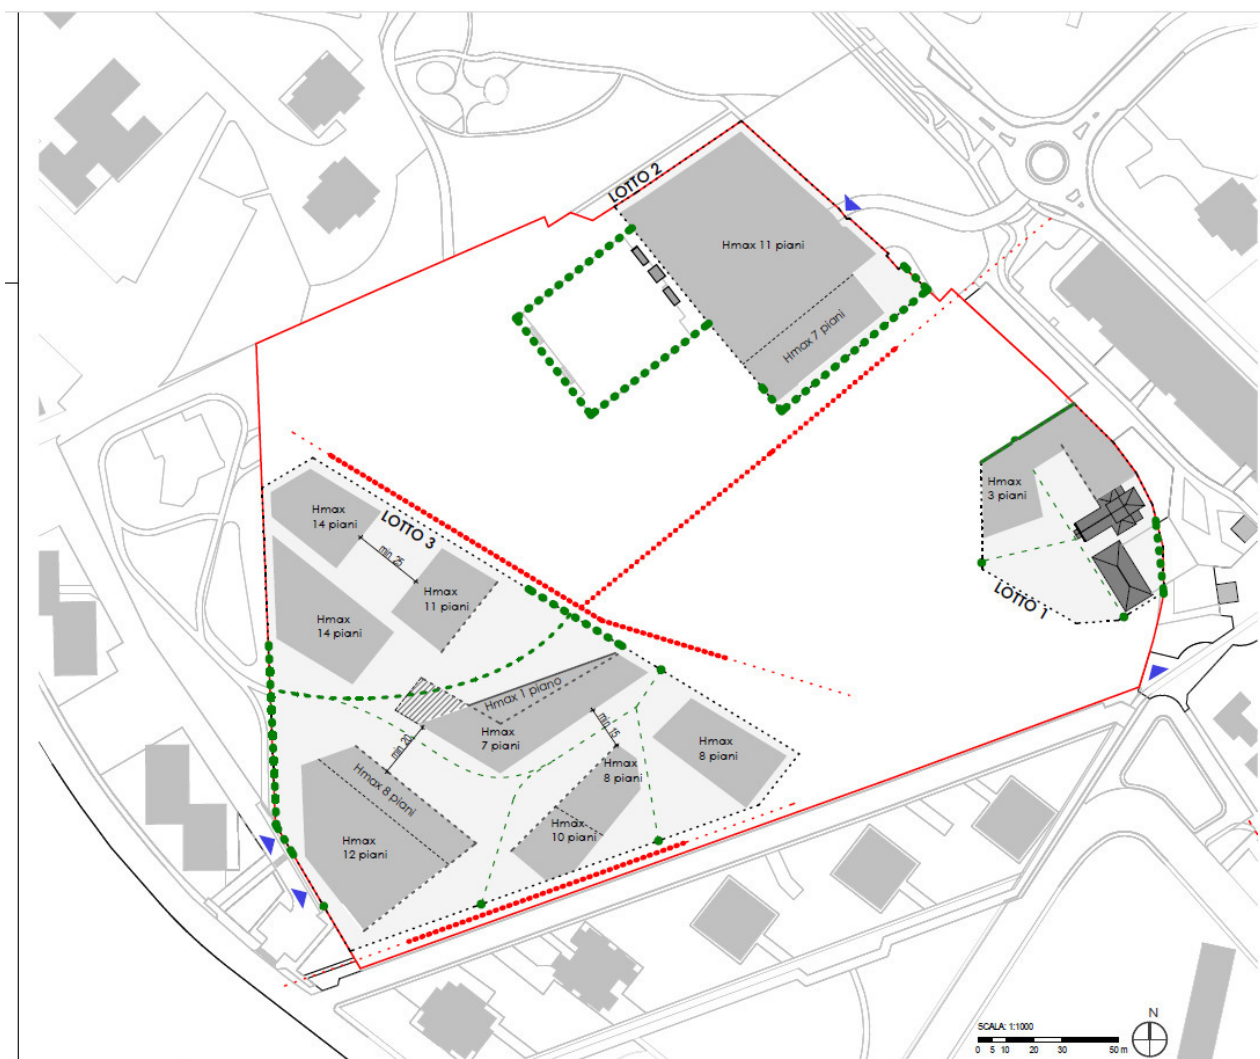 LOTTO 2
Hmax 11 piani
Hmax 7 piani
Hmax
3 piani
LOTTO 1
Hmax
14 piani
LOTTO 3
min. 25
Hmax
11 piani
Hmax
14 piani
Hmax 1 piano
Hmax
7 piani
min. 15
min. 20
Hmax
8 piani
Hmax
8 piani
Hmax 8 piani
Hmax
12 piani
Hmax
10 piani
N
SCALA: 1:1000
0 5 10 20 30 50 m